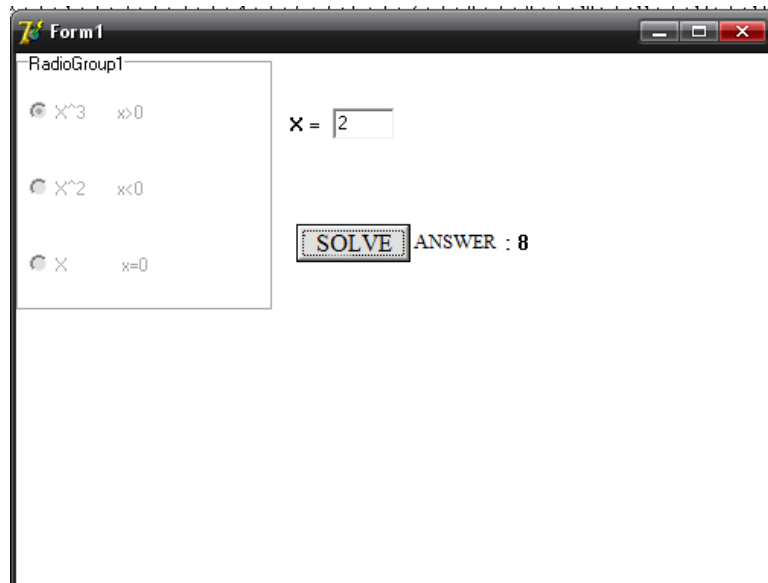 Form1
RadioGroup1
X^3 x>0
X = 2
X^2 x<0
SOLVE ANSWER : 8
X x=0